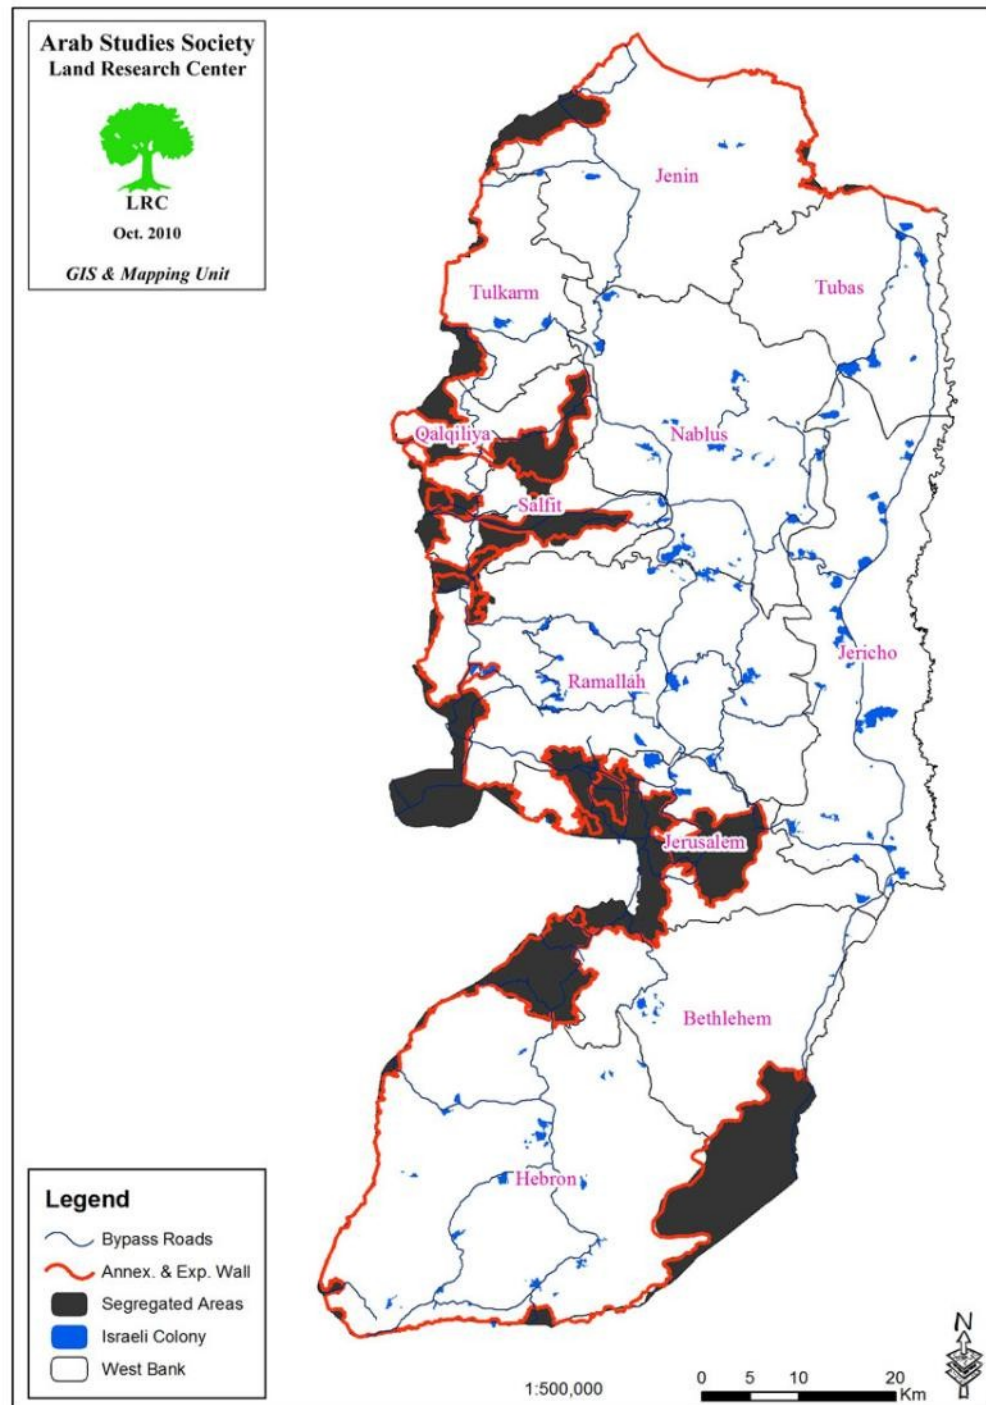 Arab Studies Society
Land Research Center
LRC
Oct. 2010
GIS & Mapping Unit
Jenin
Tubas
Tulkarm
Qalqiliya
Nablus
Salfit
Jericho
Ramallah
Jerusalem
Bethlehem
Hebron
Legend
Bypass Roads
Annex. & Exp. Wall
Segregated Areas
Israeli Colony
West Bank
1:500,000
0 5 10 20
Km
N